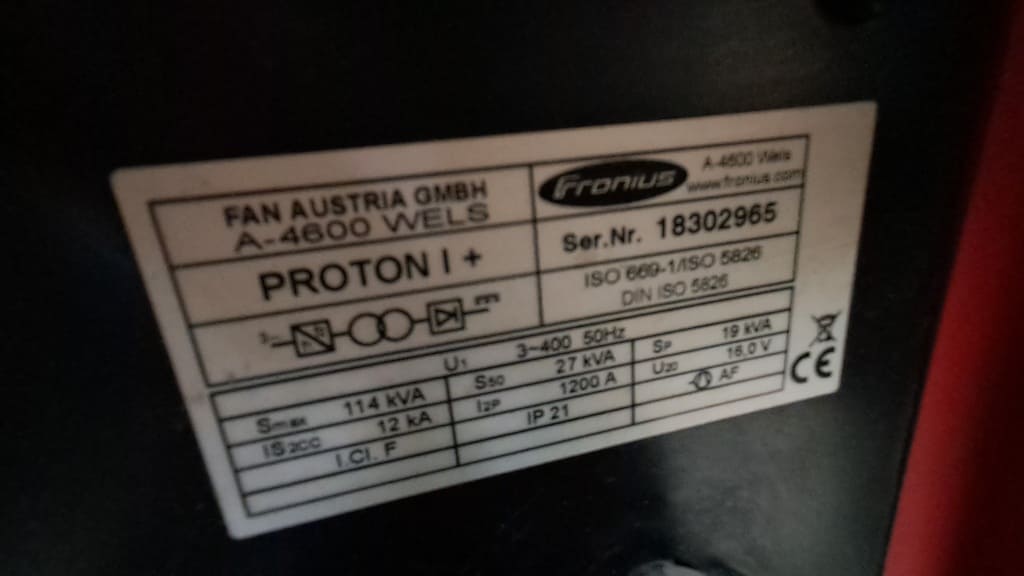 FAN AUSTRIA GMBH
A-4600 WELS
Fronius
A-4600 Wels
www.fronius.com
PROTON I +
Ser.Nr. 18302965
ISO 669-1/ISO 5826
DIN ISO 5826
3~
U1 3~400 50Hz
Smax 114 kVA S50 27 kVA Sp 19 kVA
IS2CC 12 kA I2P 1200 A U20 16,0 V
I.Cl. F IP 21 AF
CE